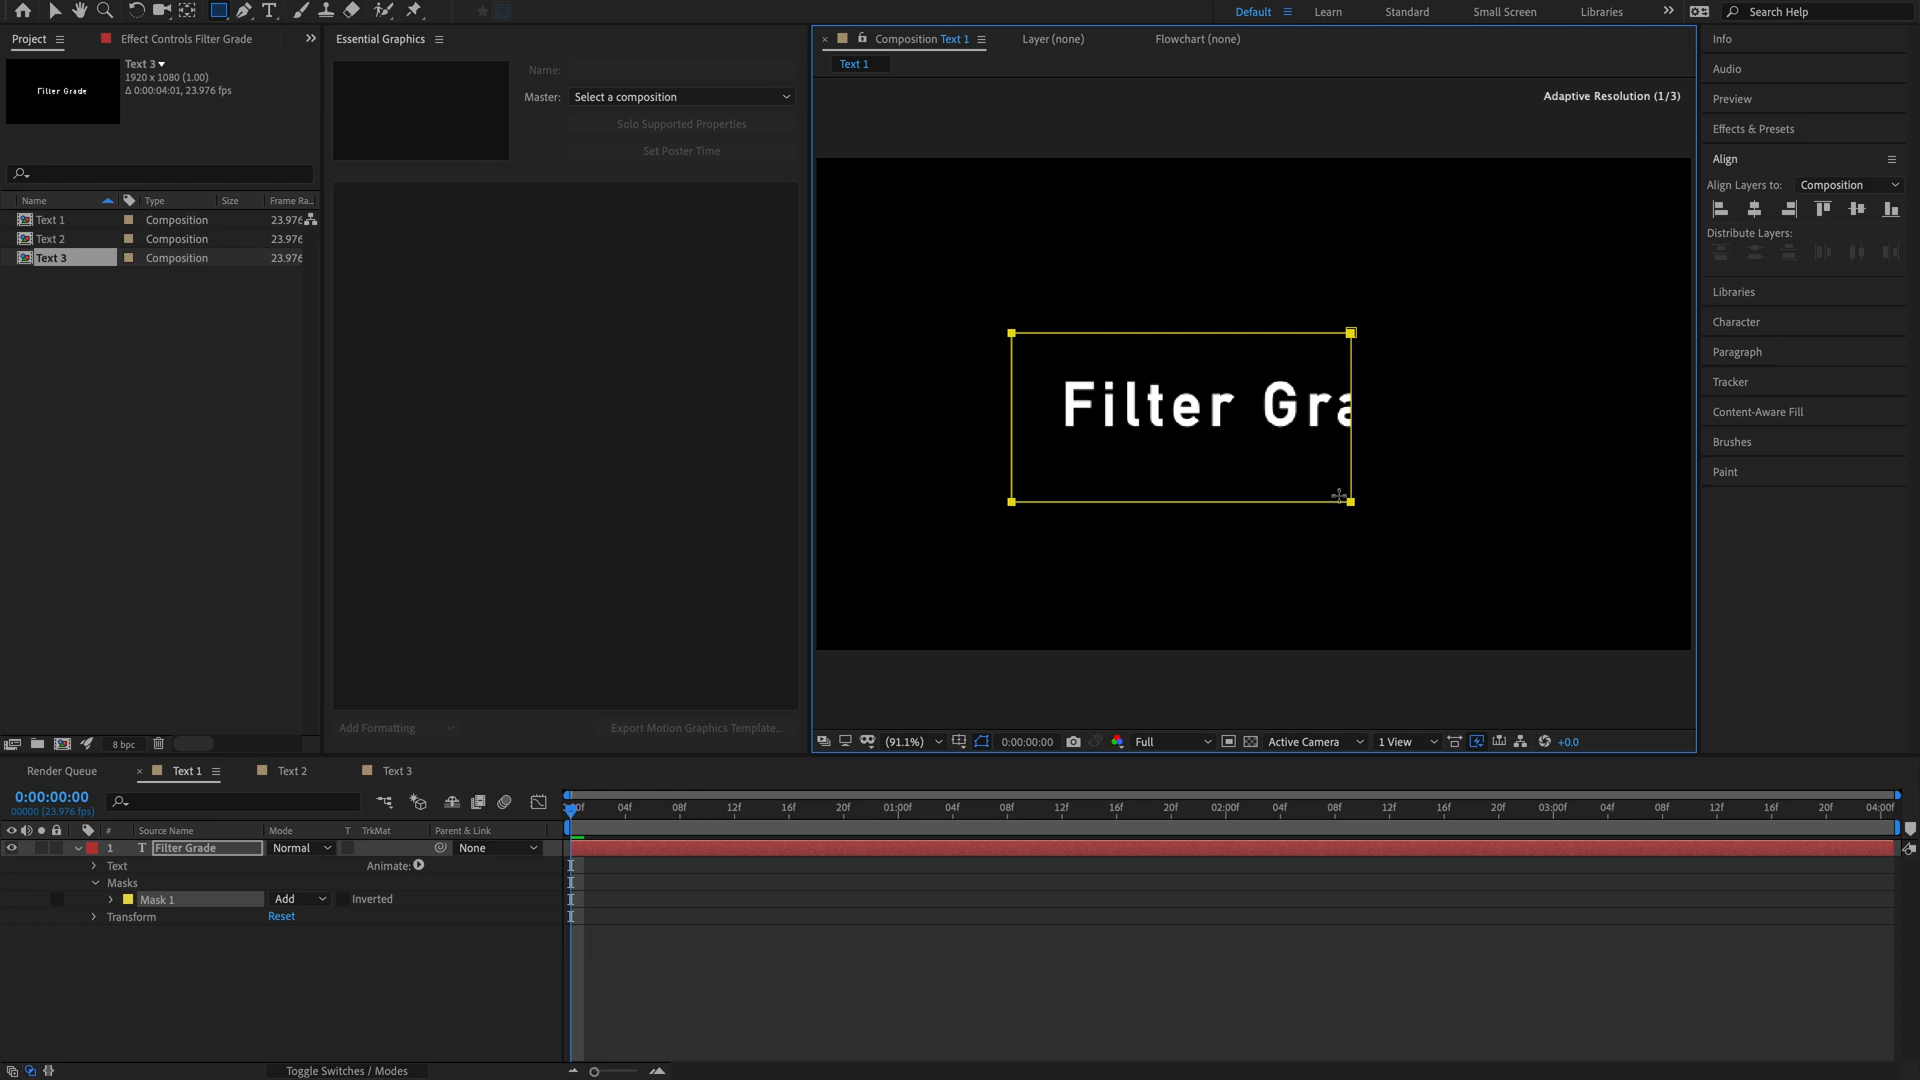 Default
Learn
Standard
Small Screen
Libraries
Search Help
Project
Effect Controls Filter Grade
Essential Graphics
Composition Text 1
Layer (none)
Flowchart (none)
Info
Text 3
1920 x 1080 (1.00)
Δ 0:00:04:01, 23.976 fps
Filter Grade
Name:
Master:
Select a composition
Solo Supported Properties
Set Poster Time
Text 1
Adaptive Resolution (1/3)
Audio
Preview
Effects & Presets
Align
Align Layers to:
Composition
Distribute Layers:
Libraries
Character
Paragraph
Tracker
Content-Aware Fill
Brushes
Paint
Name
Type
Size
Frame Ra...
Text 1
Composition
23.976
Text 2
Composition
23.976
Text 3
Composition
23.976
Filter Gra
Add Formatting
Export Motion Graphics Template...
8 bpc
(91.1%)
0:00:00:00
Full
Active Camera
1 View
+0.0
Render Queue
Text 1
Text 2
Text 3
0:00:00:00
00000 (23.976 fps)
:00f 04f 08f 12f 16f 20f 01:00f 04f 08f 12f 16f 20f 02:00f 04f 08f 12f 16f 20f 03:00f 04f 08f 12f 16f 20f 04:00f
# Source Name Mode T TrkMat Parent & Link
1 T Filter Grade Normal None
Text
Animate:
Masks
Mask 1 Add Inverted
Transform Reset
Toggle Switches / Modes